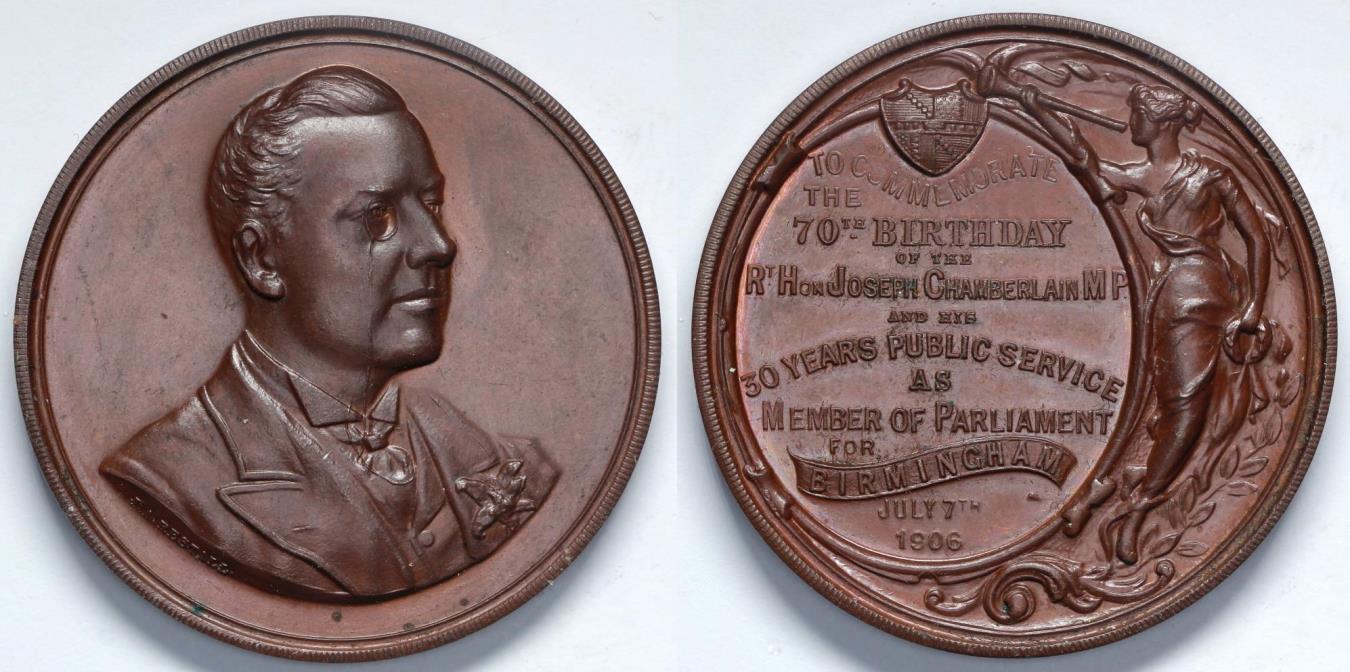 TO COMMEMORATE
THE
70TH BIRTHDAY
OF THE
RT HON JOSEPH CHAMBERLAIN M P
AND HIS
30 YEARS PUBLIC SERVICE
AS
MEMBER OF PARLIAMENT
FOR
BIRMINGHAM
JULY 7TH
1906